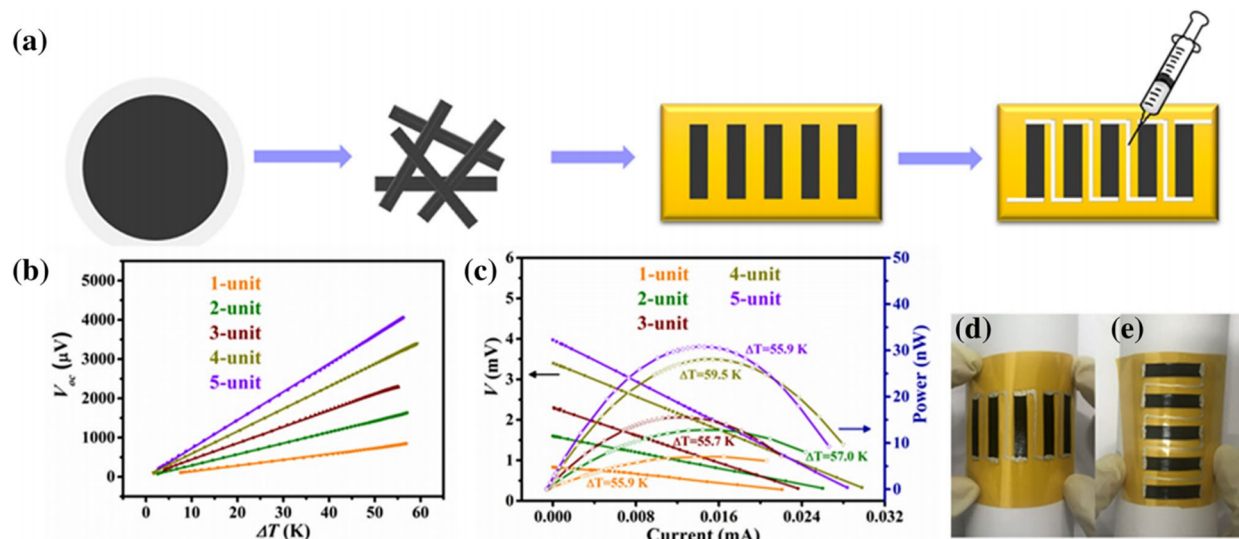 (a)
(b)
5000
4000
3000
2000
1000
0
V_oc (μV)
1-unit
2-unit
3-unit
4-unit
5-unit
0 10 20 30 40 50 60
ΔT (K)
(c)
6
5
4
3
2
1
0
V (mV)
1-unit 4-unit
2-unit 5-unit
3-unit
ΔT=55.9 K
ΔT=59.5 K
ΔT=55.7 K
ΔT=57.0 K
ΔT=55.9 K
50
40
30
20
10
0
Power (nW)
0.000 0.008 0.016 0.024 0.032
Current (mA)
(d)
(e)